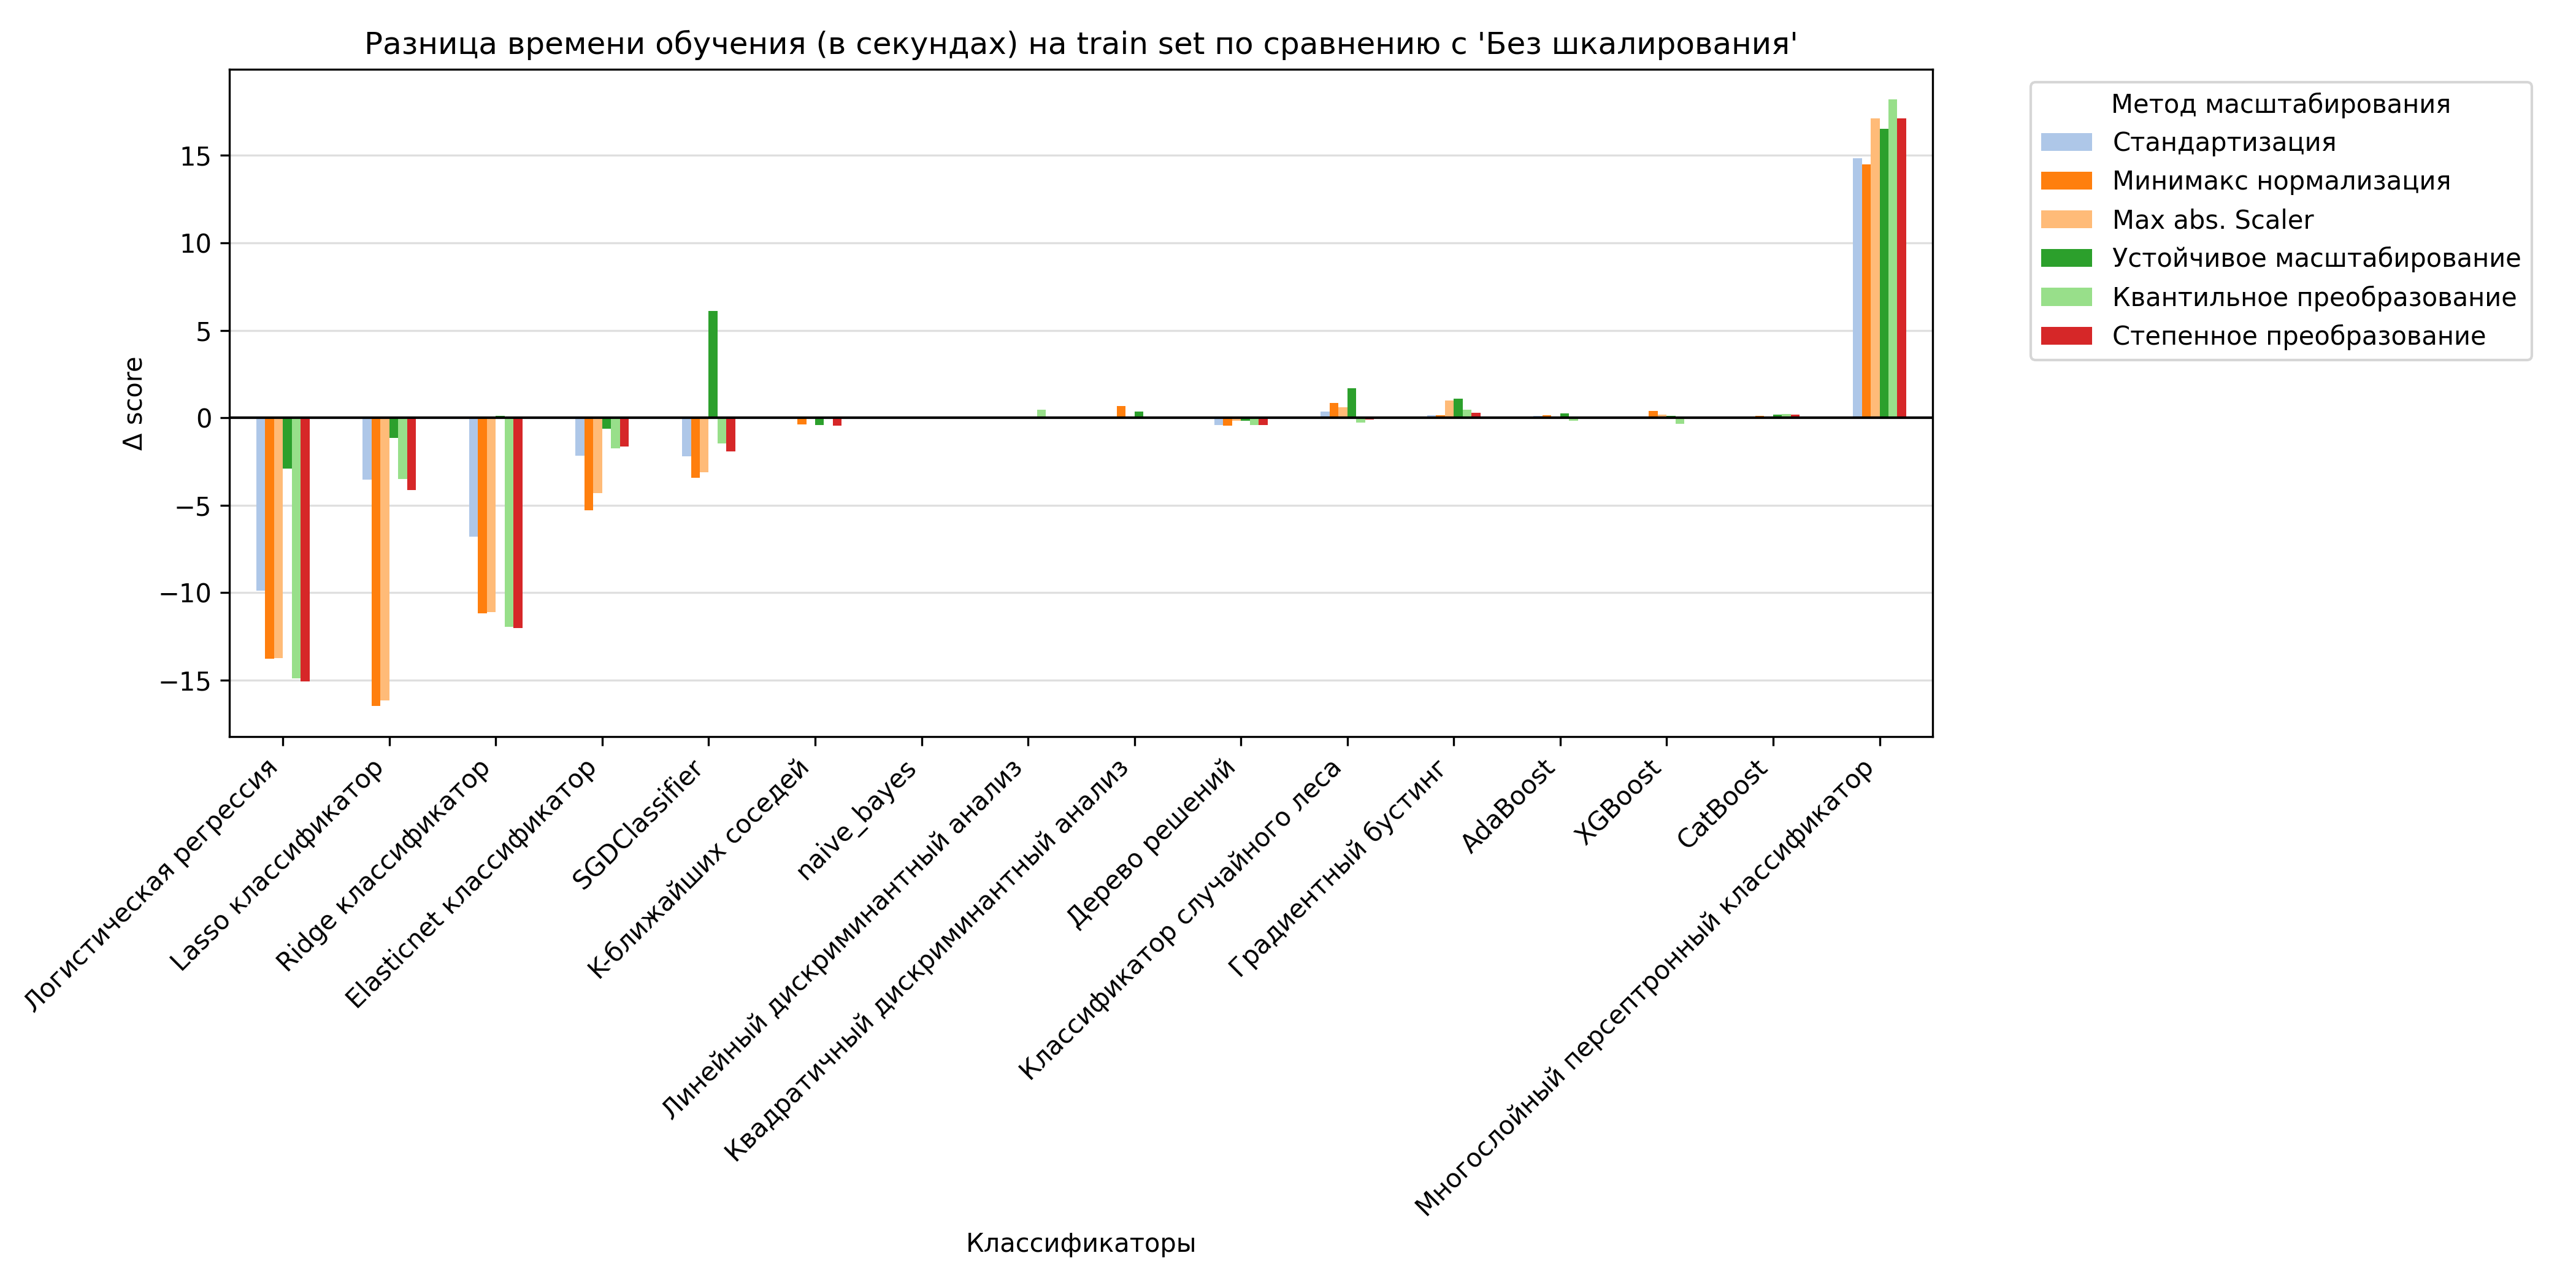 Разница времени обучения (в секундах) на train set по сравнению с 'Без шкалирования'
Δ score
15
10
5
0
−5
−10
−15
Логистическая регрессия
Lasso классификатор
Ridge классификатор
Elasticnet классификатор
SGDClassifier
К-ближайших соседей
naive_bayes
Линейный дискриминантный анализ
Квадратичный дискриминантный анализ
Дерево решений
Классификатор случайного леса
Градиентный бустинг
AdaBoost
XGBoost
CatBoost
Многослойный персептронный классификатор
Классификаторы
Метод масштабирования
Стандартизация
Минимакс нормализация
Max abs. Scaler
Устойчивое масштабирование
Квантильное преобразование
Степенное преобразование